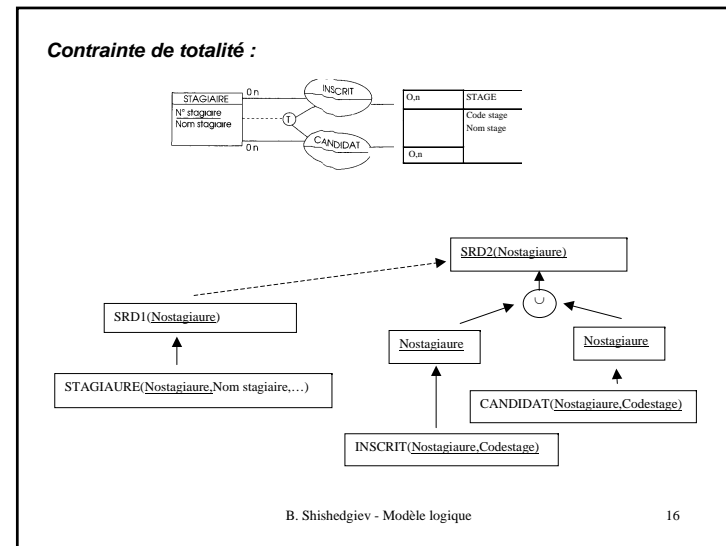 Contrainte de totalité :
STAGIAIRE
N° stagiaire
Nom stagiaire
0 n
0 n
INSCRIT
T
CANDIDAT
O,n
STAGE
Code stage
Nom stage
O,n
SRD2(Nostagiaure)
∪
SRD1(Nostagiaure)
Nostagiaure
Nostagiaure
STAGIAURE(Nostagiaure,Nom stagiaire,…)
CANDIDAT(Nostagiaure,Codestage)
INSCRIT(Nostagiaure,Codestage)
B. Shishedgiev - Modèle logique
16